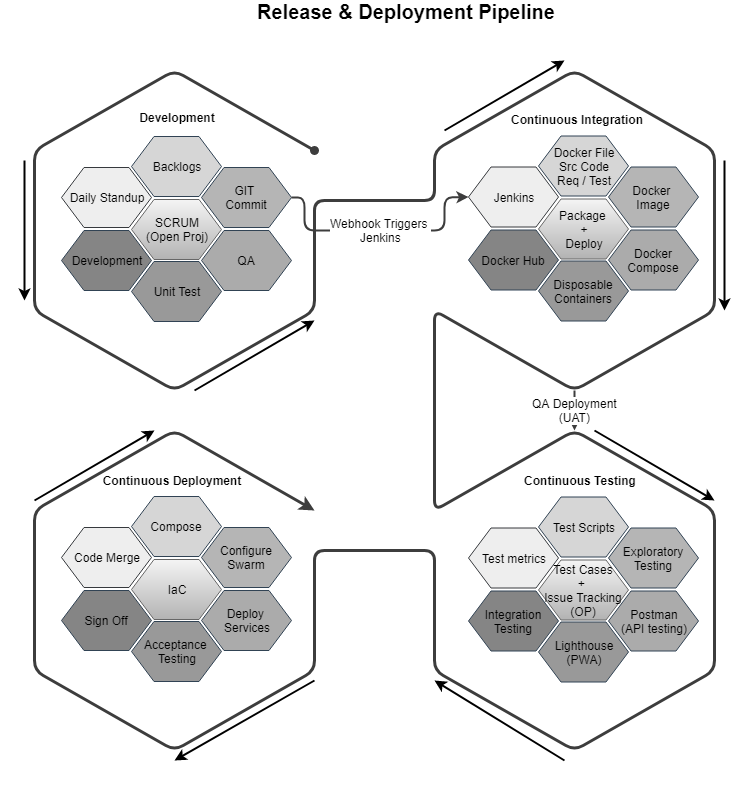 Release & Deployment Pipeline
Development
Backlogs
Daily Standup
GIT
Commit
SCRUM
(Open Proj)
Development
QA
Unit Test
Webhook Triggers
Jenkins
Continuous Integration
Docker File
Src Code
Req / Test
Jenkins
Docker
Image
Package
+
Deploy
Docker Hub
Docker
Compose
Disposable
Containers
QA Deployment
(UAT)
Continuous Deployment
Compose
Code Merge
Configure
Swarm
IaC
Sign Off
Deploy
Services
Acceptance
Testing
Continuous Testing
Test Scripts
Test metrics
Exploratory
Testing
Test Cases
+
Issue Tracking
(OP)
Integration
Testing
Postman
(API testing)
Lighthouse
(PWA)